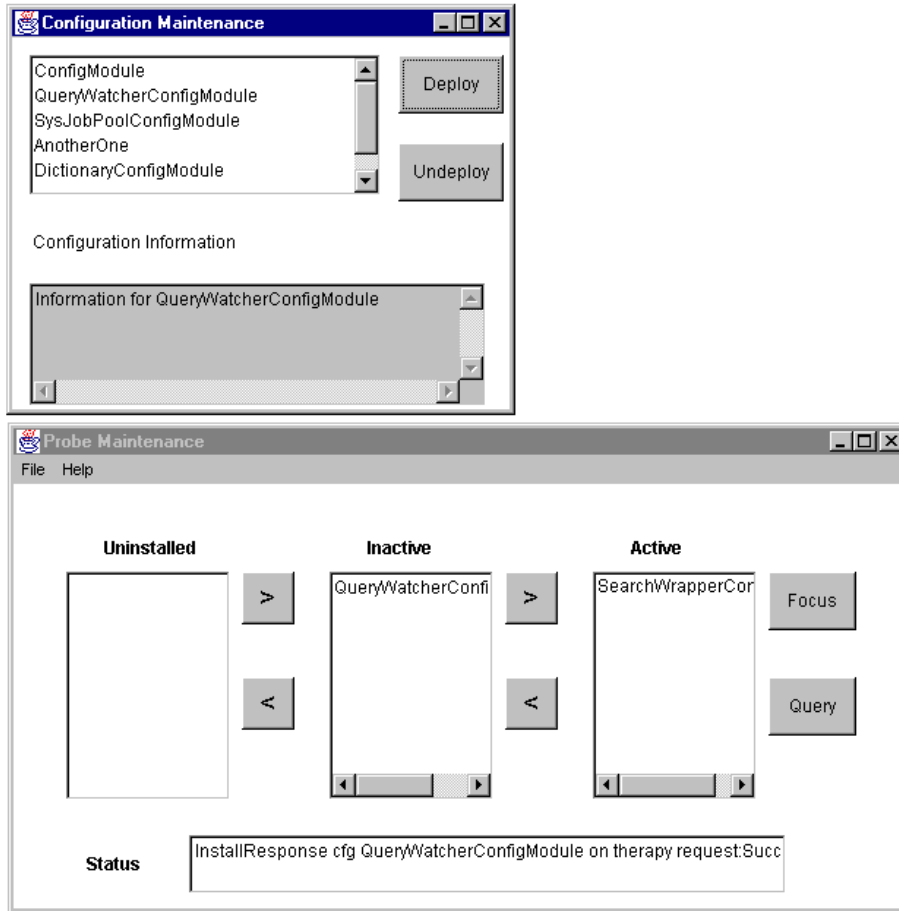 Configuration Maintenance
ConfigModule
QueryWatcherConfigModule
SysJobPoolConfigModule
AnotherOne
DictionaryConfigModule
Deploy
Undeploy
Configuration Information
Information for QueryWatcherConfigModule
Probe Maintenance
File Help
Uninstalled Inactive Active
> QueryWatcherConfi > SearchWrapperCor Focus
< < Query
Status InstallResponse cfg QueryWatcherConfigModule on therapy request:Succ